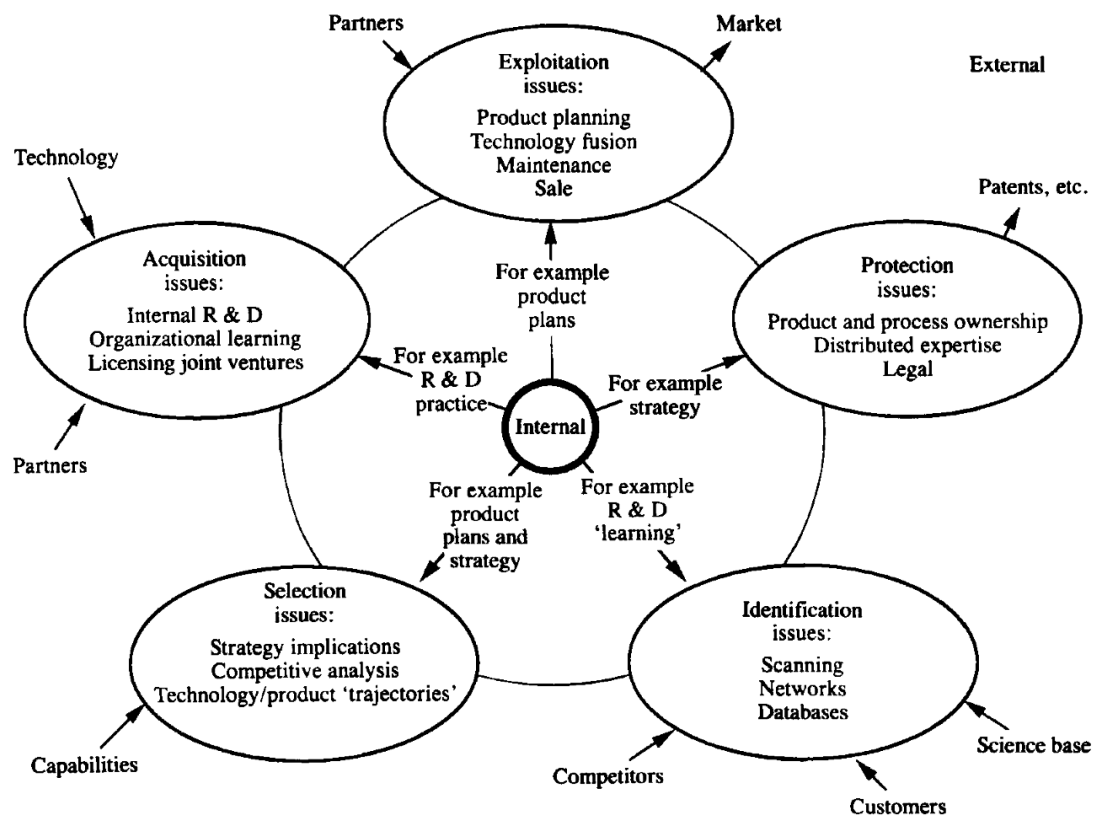 Partners
Market
External
Exploitation
issues:
Product planning
Technology fusion
Maintenance
Sale
Technology
Patents, etc.
Acquisition
issues:
Internal R & D
Organizational learning
Licensing joint ventures
Protection
issues:
Product and process ownership
Distributed expertise
Legal
For example
product
plans
For example
R & D
practice
For example
strategy
Internal
Partners
For example
product
plans and
strategy
For example
R & D
‘learning’
Selection
issues:
Strategy implications
Competitive analysis
Technology/product ‘trajectories’
Identification
issues:
Scanning
Networks
Databases
Capabilities
Competitors
Customers
Science base